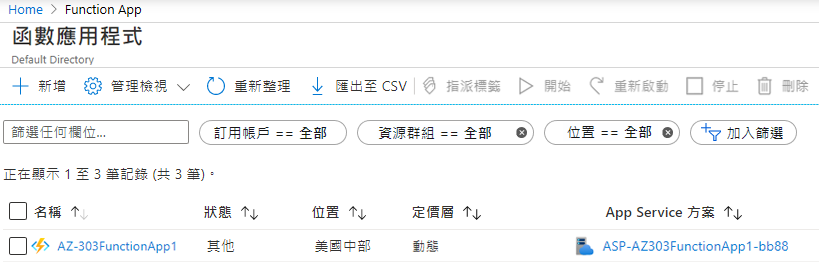 Home > Function App
函數應用程式
Default Directory
新增 管理檢視 重新整理 匯出至 CSV 指派標籤 開始 重新啟動 停止 刪除
篩選任何欄位... 訂用帳戶 == 全部 資源群組 == 全部 位置 == 全部 加入篩選
正在顯示 1 至 3 筆記錄 (共 3 筆)。
名稱 ↑↓ 狀態 ↑↓ 位置 ↑↓ 定價層 ↑↓ App Service 方案 ↑↓
AZ-303FunctionApp1 其他 美國中部 動態 ASP-AZ303FunctionApp1-bb88